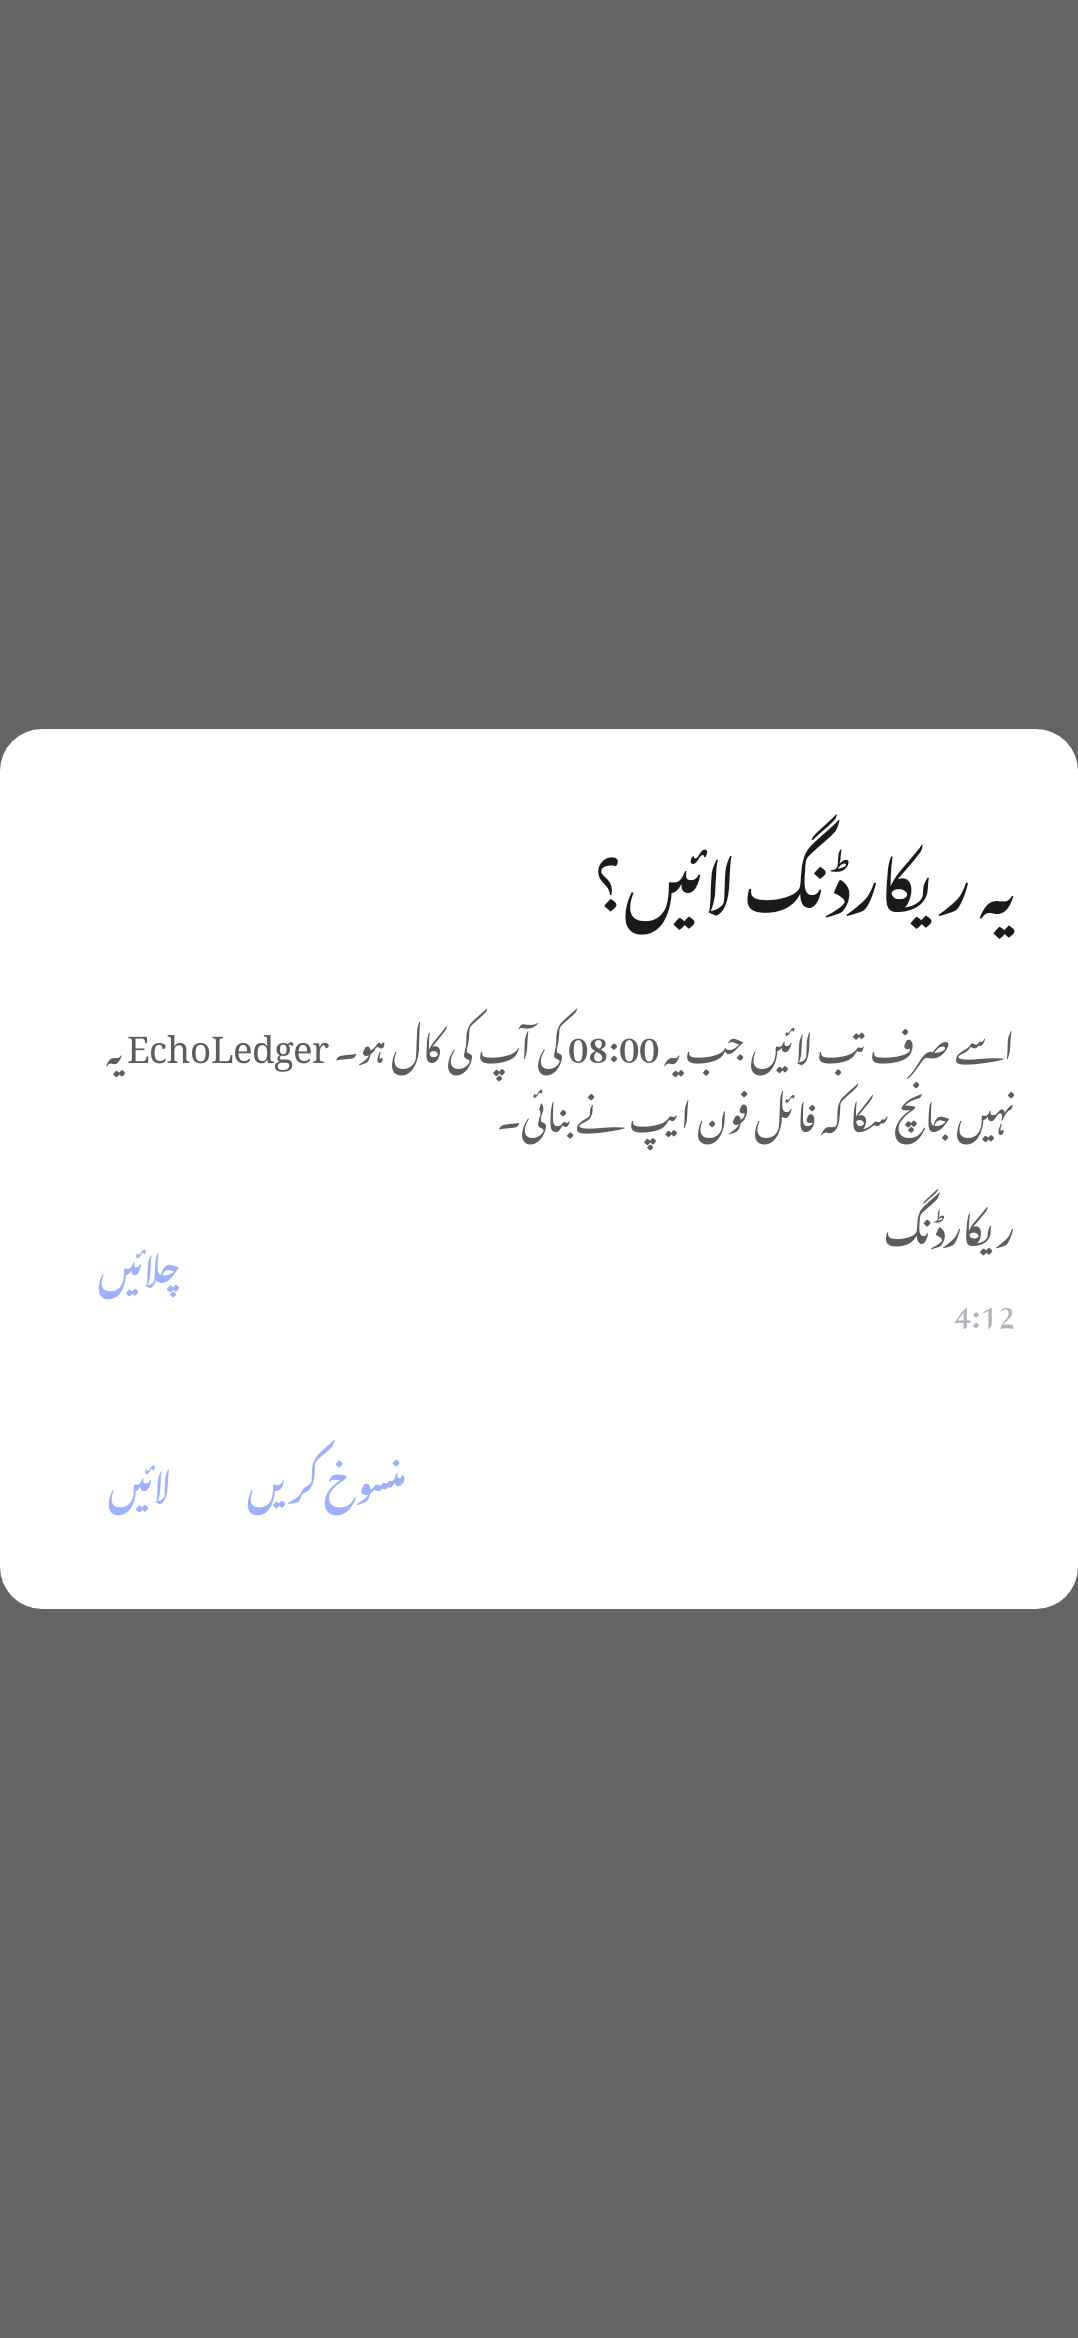 یہ ریکارڈنگ لائیں؟
اسے صرف تب لائیں جب یہ 08:00 کی آپ کی کال ہو۔ EchoLedger یہ
نہیں جانچ سکا کہ فائل فون ایپ نے بنائی۔
ریکارڈنگ
چلائیں
4:12
منسوخ کریں
لائیں